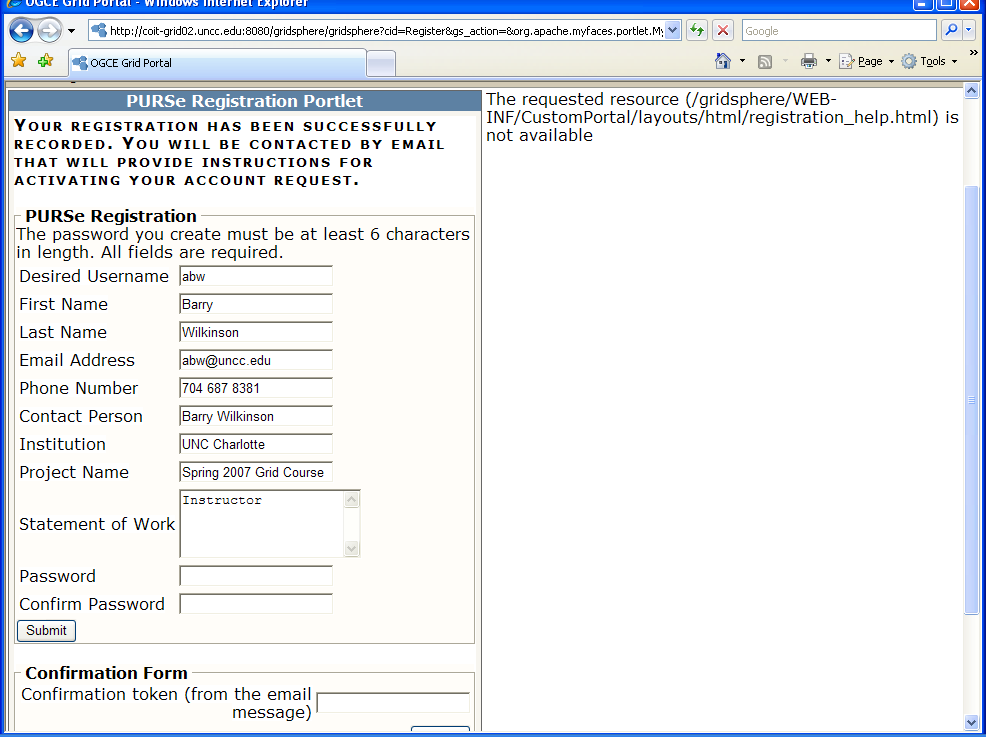 OGCE Grid Portal - Windows Internet Explorer
http://coit-grid02.uncc.edu:8080/gridsphere/gridsphere?cid=Register&gs_action=&org.apache.myfaces.portlet.My
Google
OGCE Grid Portal
Page
Tools
PURSe Registration Portlet
Your registration has been successfully
recorded. You will be contacted by email
that will provide instructions for
activating your account request.
PURSe Registration
The password you create must be at least 6 characters
in length. All fields are required.
Desired Username abw
First Name Barry
Last Name Wilkinson
Email Address abw@uncc.edu
Phone Number 704 687 8381
Contact Person Barry Wilkinson
Institution UNC Charlotte
Project Name Spring 2007 Grid Course
Statement of Work Instructor
Password
Confirm Password
Submit
Confirmation Form
Confirmation token (from the email
message)
The requested resource (/gridsphere/WEB-
INF/CustomPortal/layouts/html/registration_help.html) is
not available